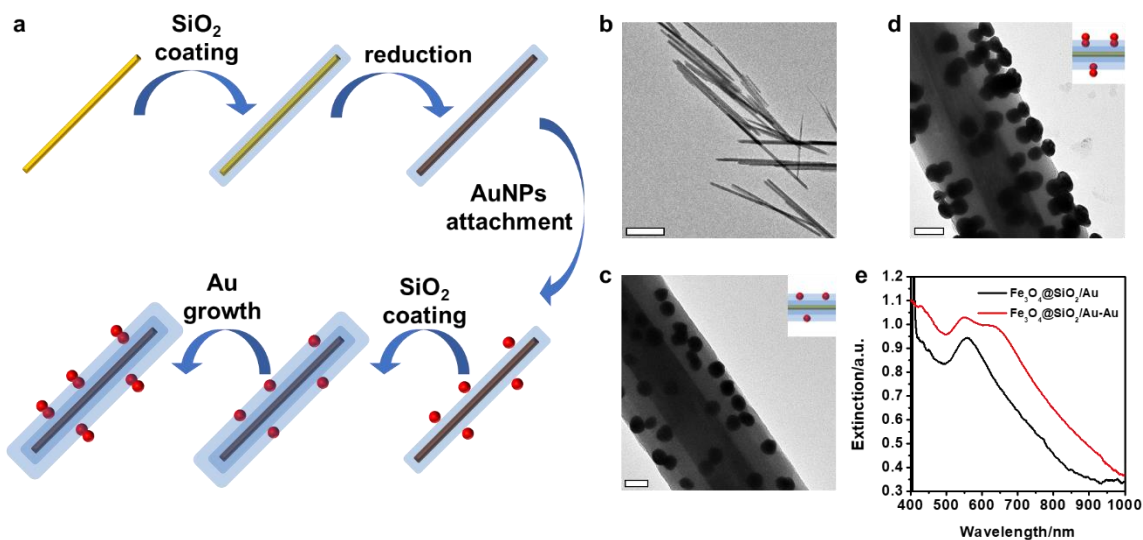 a
SiO2
coating
reduction
AuNPs
attachment
Au
growth
SiO2
coating
b
c
d
e
Fe3O4@SiO2/Au
Fe3O4@SiO2/Au-Au
Extinction/a.u.
1.2
1.1
1.0
0.9
0.8
0.7
0.6
0.5
0.4
0.3
400 500 600 700 800 900 1000
Wavelength/nm